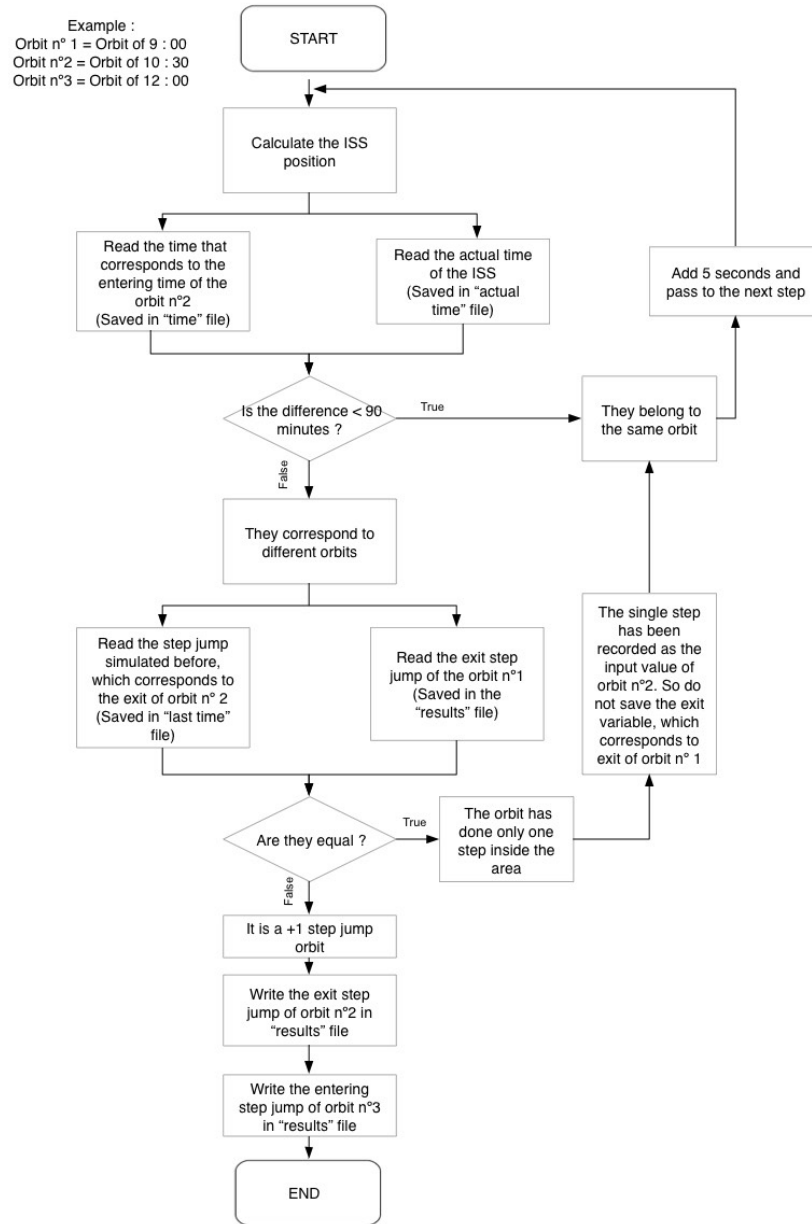 Example :
Orbit n° 1 = Orbit of 9 : 00
Orbit n°2 = Orbit of 10 : 30
Orbit n°3 = Orbit of 12 : 00
START
Calculate the ISS
position
Read the time that
corresponds to the
entering time of the
orbit n°2
(Saved in “time” file)
Read the actual time
of the ISS
(Saved in “actual
time” file)
Add 5 seconds and
pass to the next step
Is the difference < 90
minutes ?
True
They belong to
the same orbit
False
They correspond to
different orbits
Read the step jump
simulated before,
which corresponds to
the exit of orbit n° 2
(Saved in “last time”
file)
Read the exit step
jump of the orbit n°1
(Saved in the
“results” file)
The single step
has been
recorded as the
input value of
orbit n°2. So do
not save the exit
variable, which
corresponds to
exit of orbit n° 1
Are they equal ?
True
The orbit has
done only one
step inside the
area
False
It is a +1 step jump
orbit
Write the exit step
jump of orbit n°2 in
“results” file
Write the entering
step jump of orbit n°3
in “results” file
END